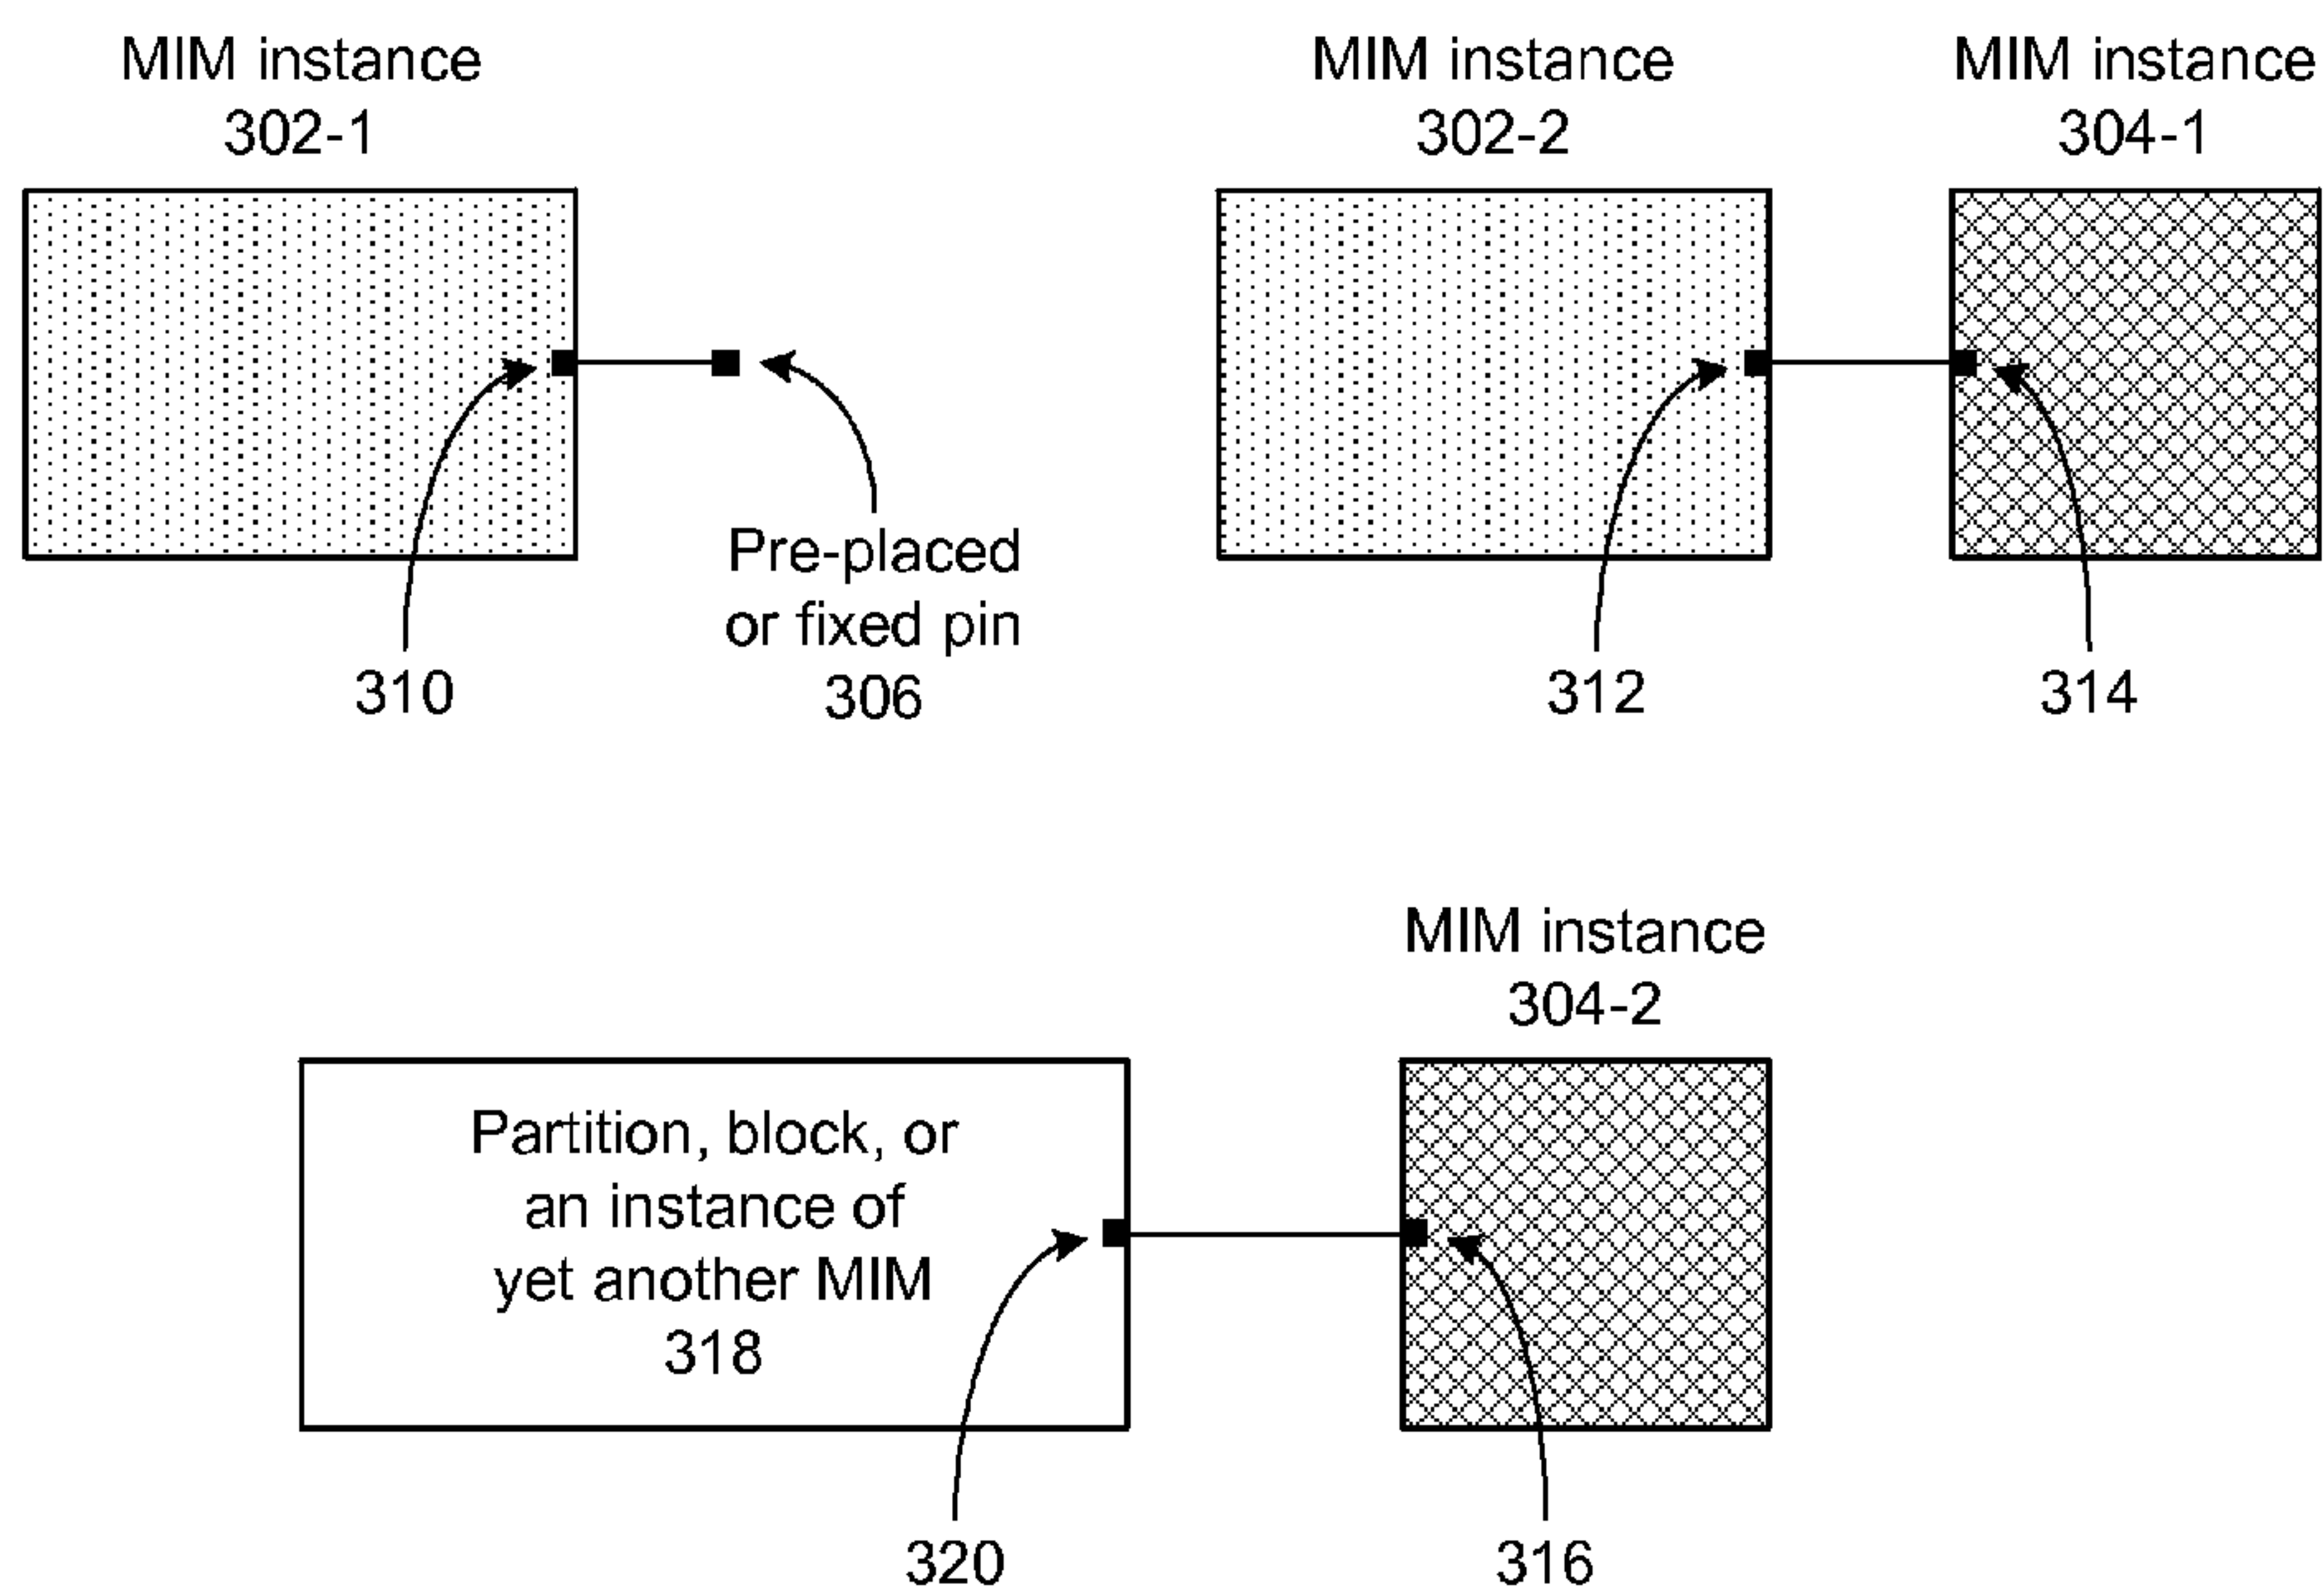 MIM instance
302-1
MIM instance
302-2
MIM instance
304-1
Pre-placed
or fixed pin
306
310
312
314
MIM instance
304-2
Partition, block, or
an instance of
yet another MIM
318
320
316